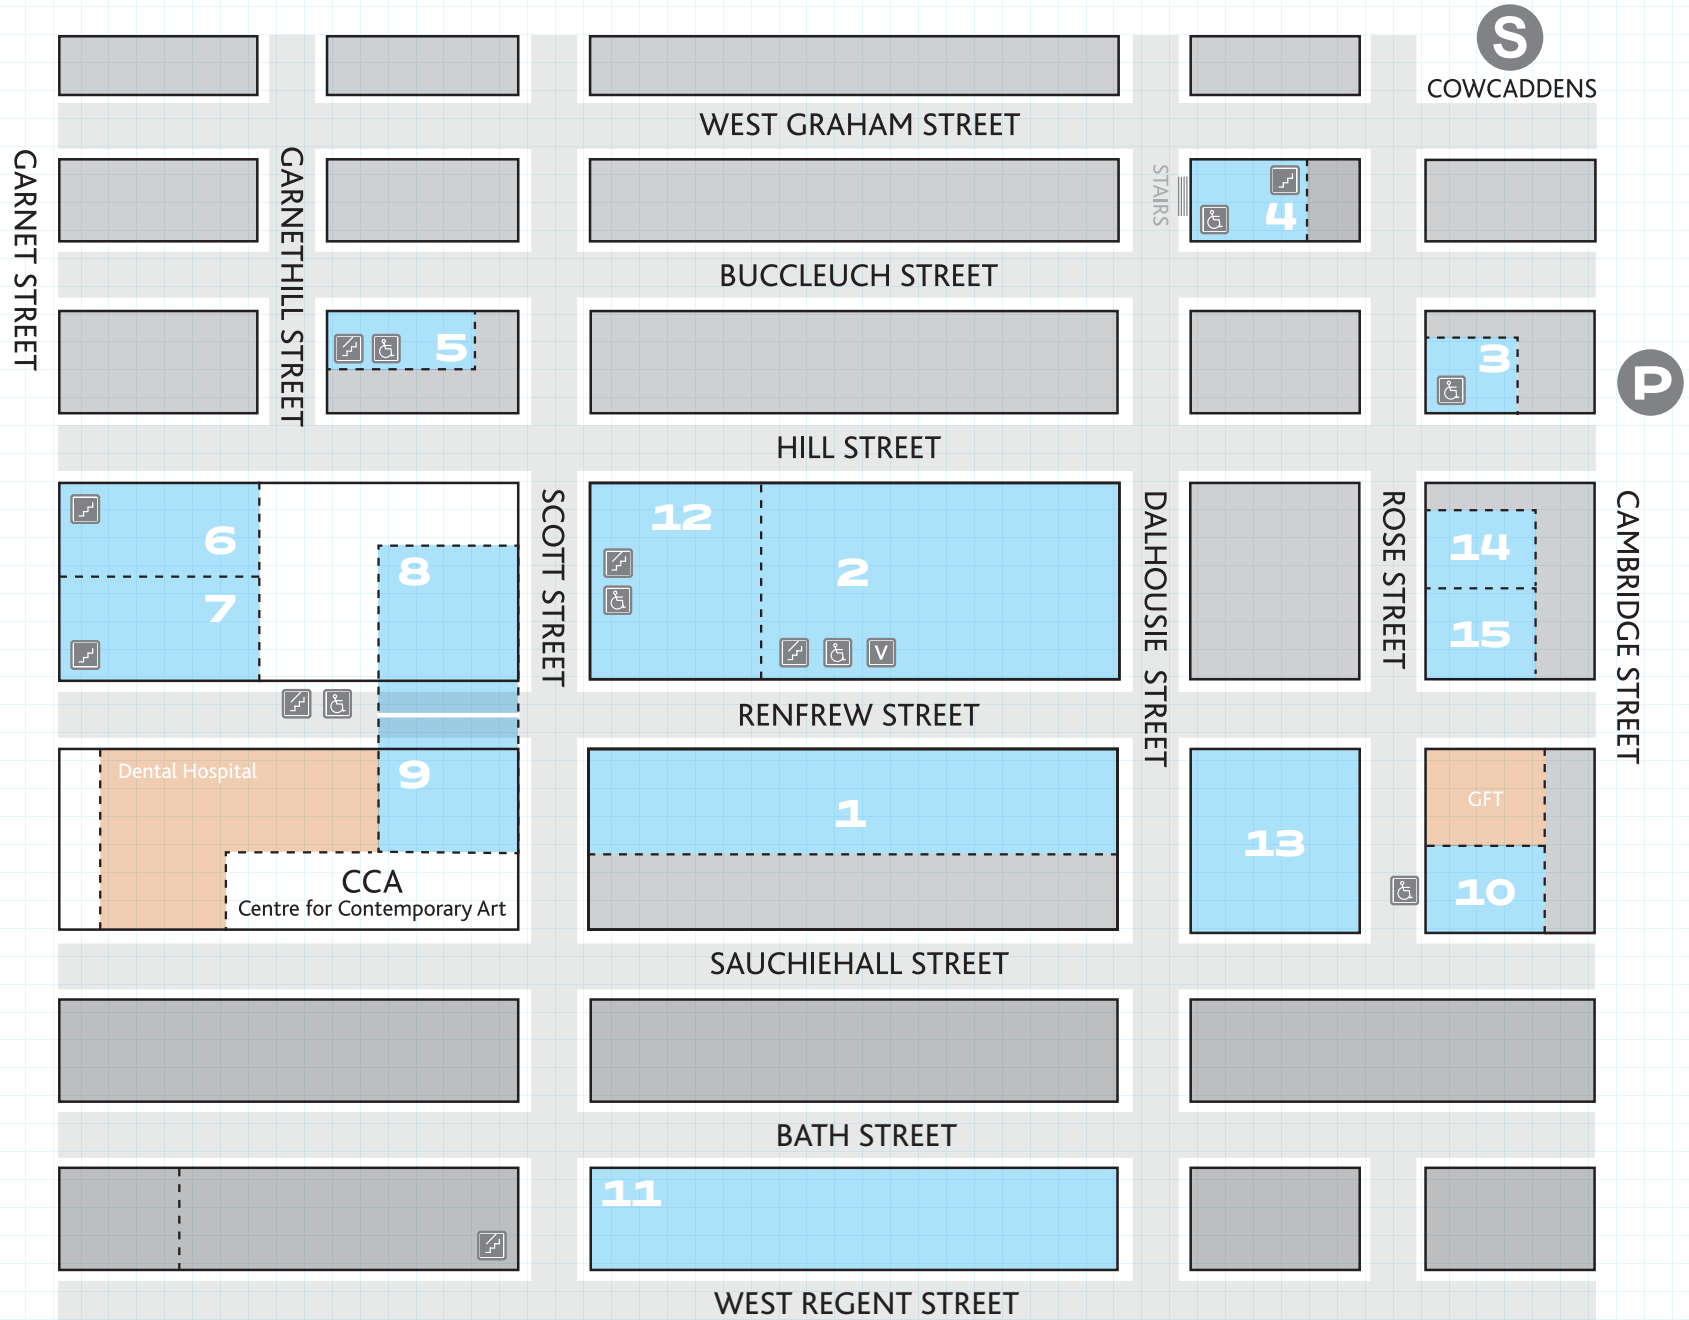 S
COWCADDENS
WEST GRAHAM STREET
GARNET STREET
GARNETHILL STREET
STAIRS
4
BUCCLEUCH STREET
5
3
P
HILL STREET
6
7
8
SCOTT STREET
12
2
V
DALHOUSIE STREET
ROSE STREET
14
15
CAMBRIDGE STREET
RENFREW STREET
Dental Hospital
9
1
13
GFT
10
CCA
Centre for Contemporary Art
SAUCHIEHALL STREET
BATH STREET
11
WEST REGENT STREET